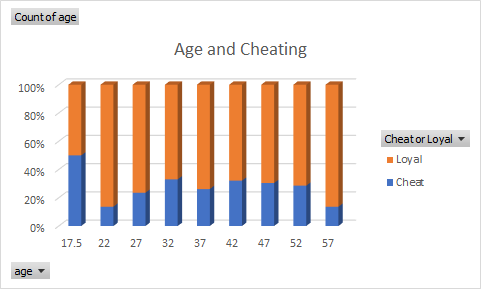 Count of age
Age and Cheating
100%
80%
60%
40%
20%
0%
17.5 22 27 32 37 42 47 52 57
Cheat or Loyal
Loyal
Cheat
age